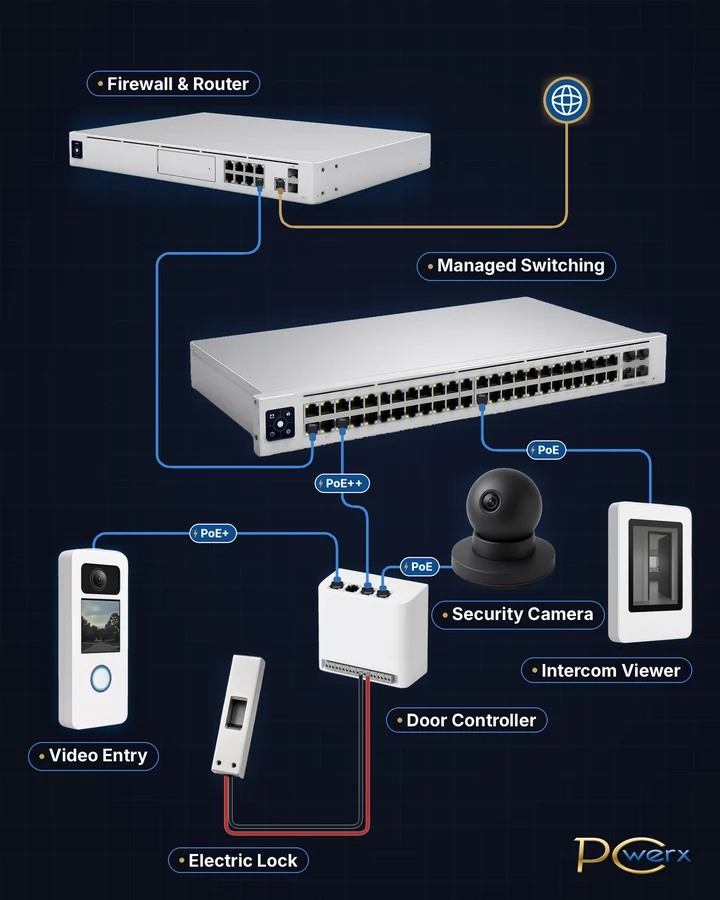 • Firewall & Router
• Managed Switching
PoE
PoE++
PoE+
PoE
• Security Camera
• Intercom Viewer
• Door Controller
• Video Entry
• Electric Lock
PCwerx